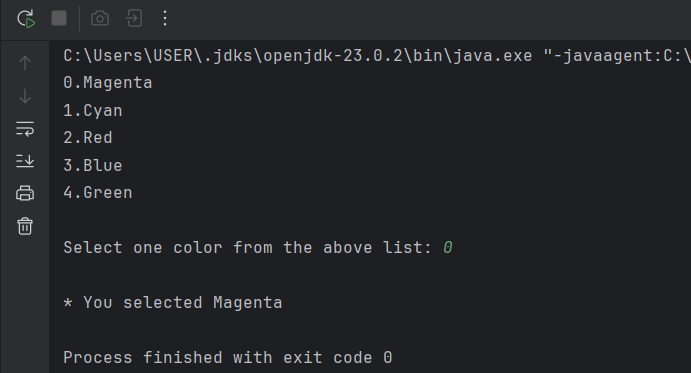 C:\Users\USER\.jdks\openjdk-23.0.2\bin\java.exe "-javaagent:C:\
0.Magenta
1.Cyan
2.Red
3.Blue
4.Green
Select one color from the above list: 0
* You selected Magenta
Process finished with exit code 0